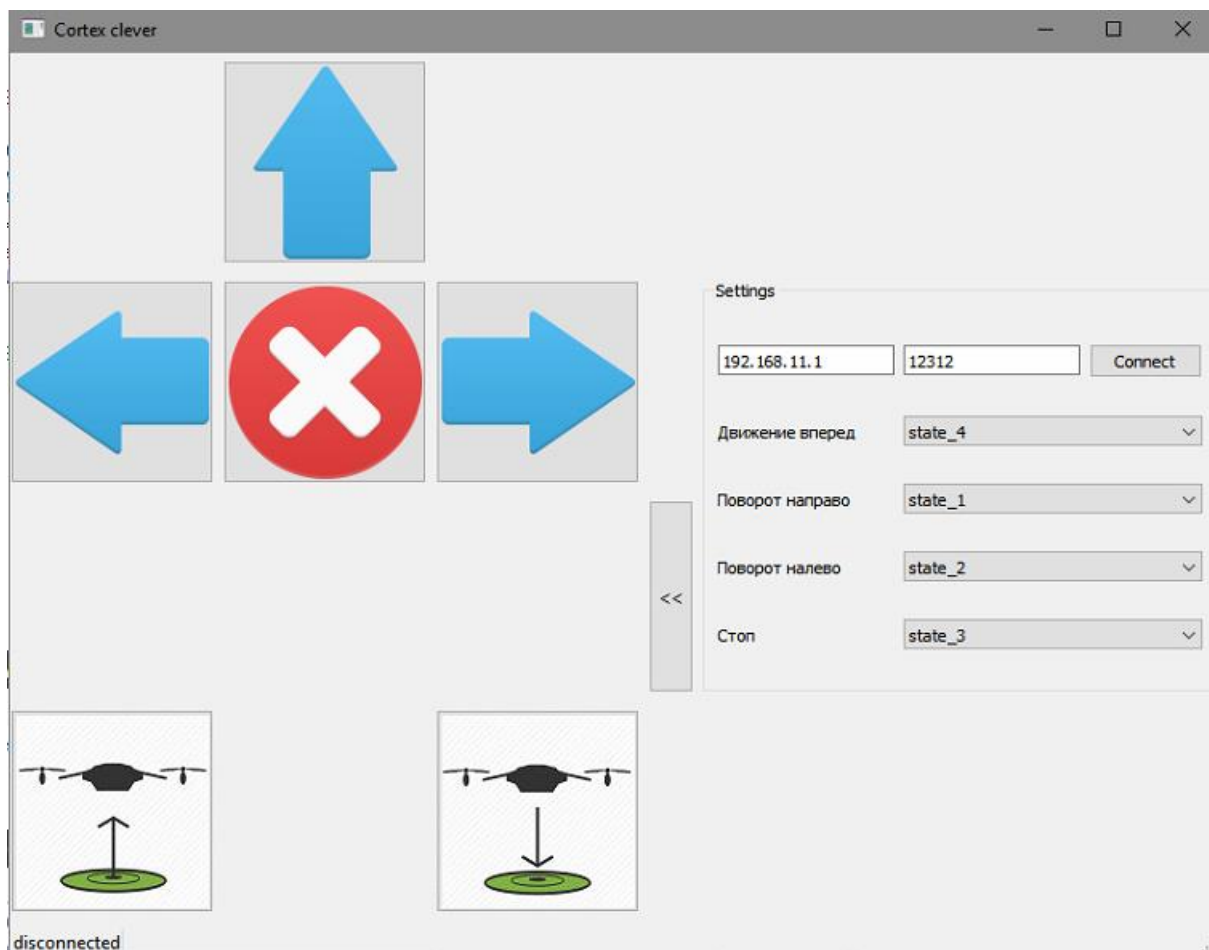 Cortex clever
Settings
192.168.11.1 12312 Connect
Движение вперед state_4
Поворот направо state_1
Поворот налево state_2
<<
Стоп state_3
disconnected